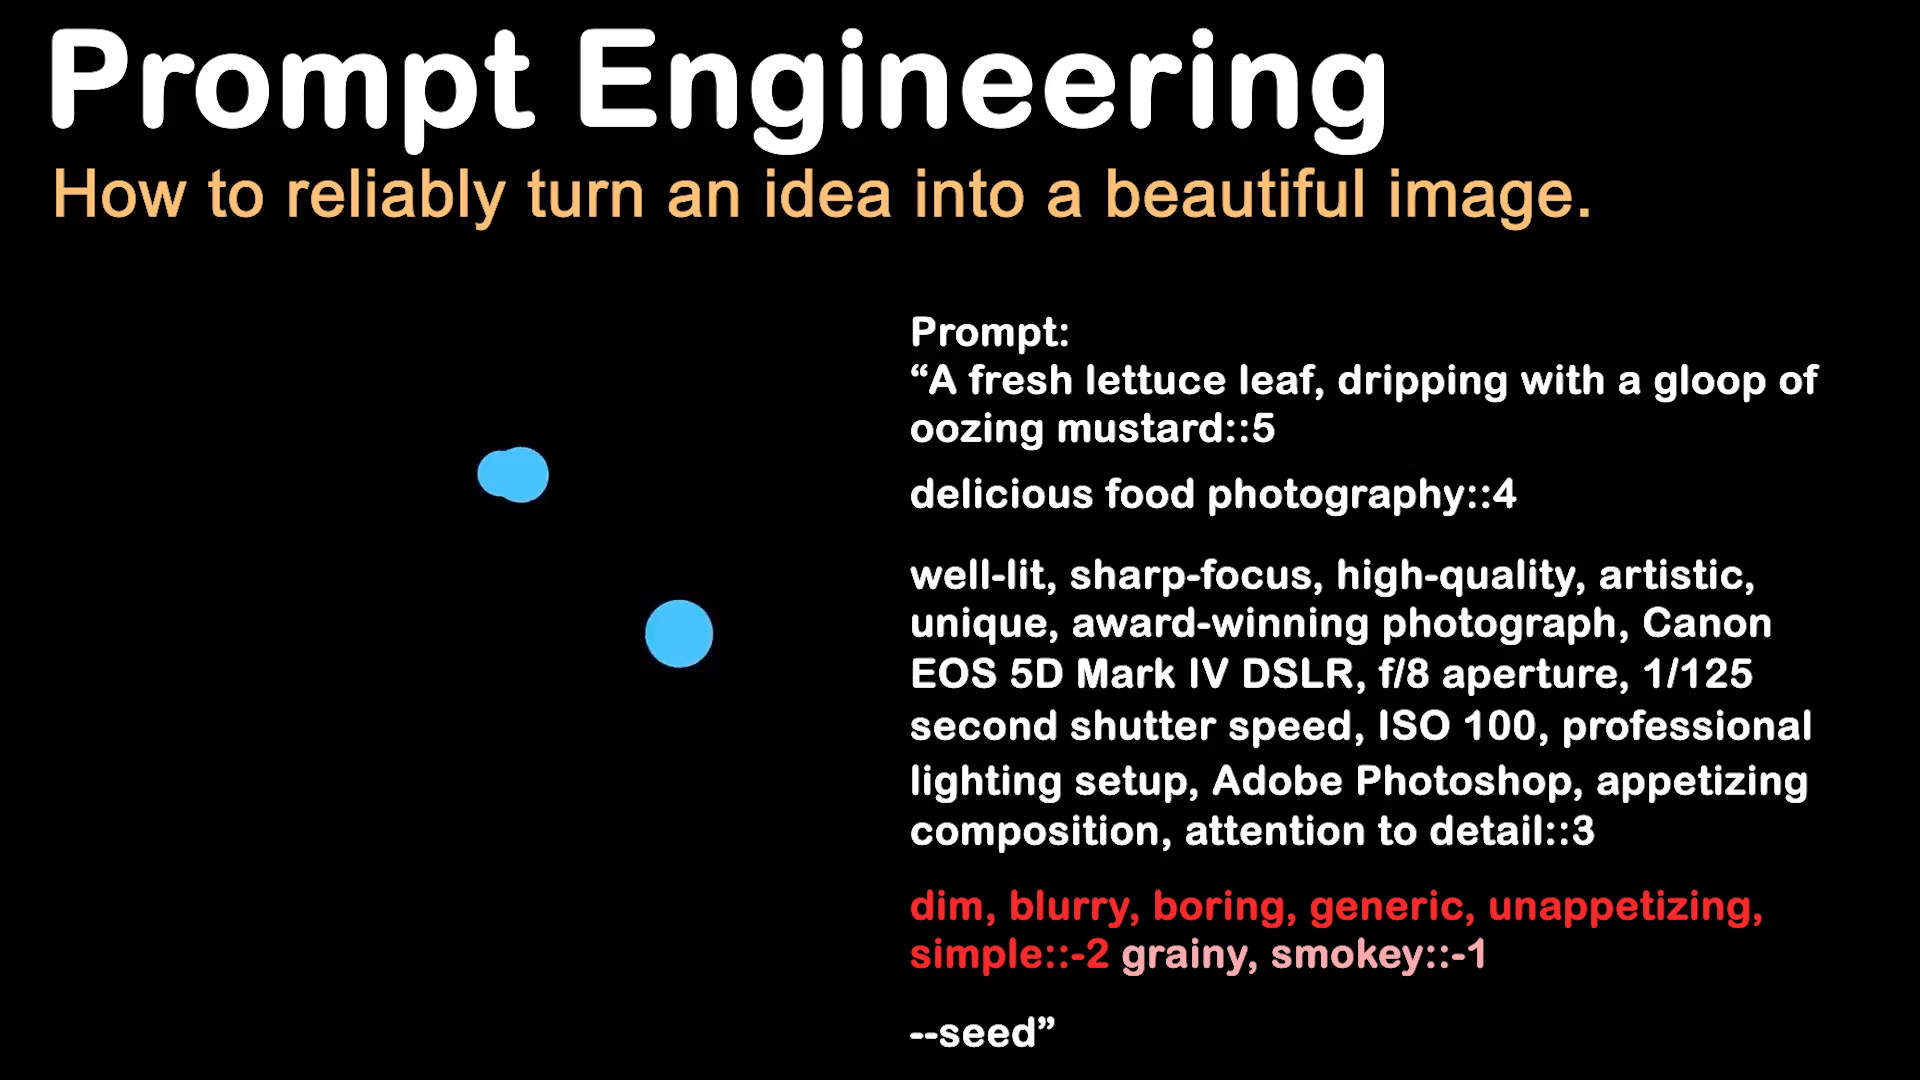 Prompt Engineering
How to reliably turn an idea into a beautiful image.
Prompt:
“A fresh lettuce leaf, dripping with a gloop of
oozing mustard::5
delicious food photography::4
well-lit, sharp-focus, high-quality, artistic,
unique, award-winning photograph, Canon
EOS 5D Mark IV DSLR, f/8 aperture, 1/125
second shutter speed, ISO 100, professional
lighting setup, Adobe Photoshop, appetizing
composition, attention to detail::3
dim, blurry, boring, generic, unappetizing,
simple::-2 grainy, smokey::-1
--seed”